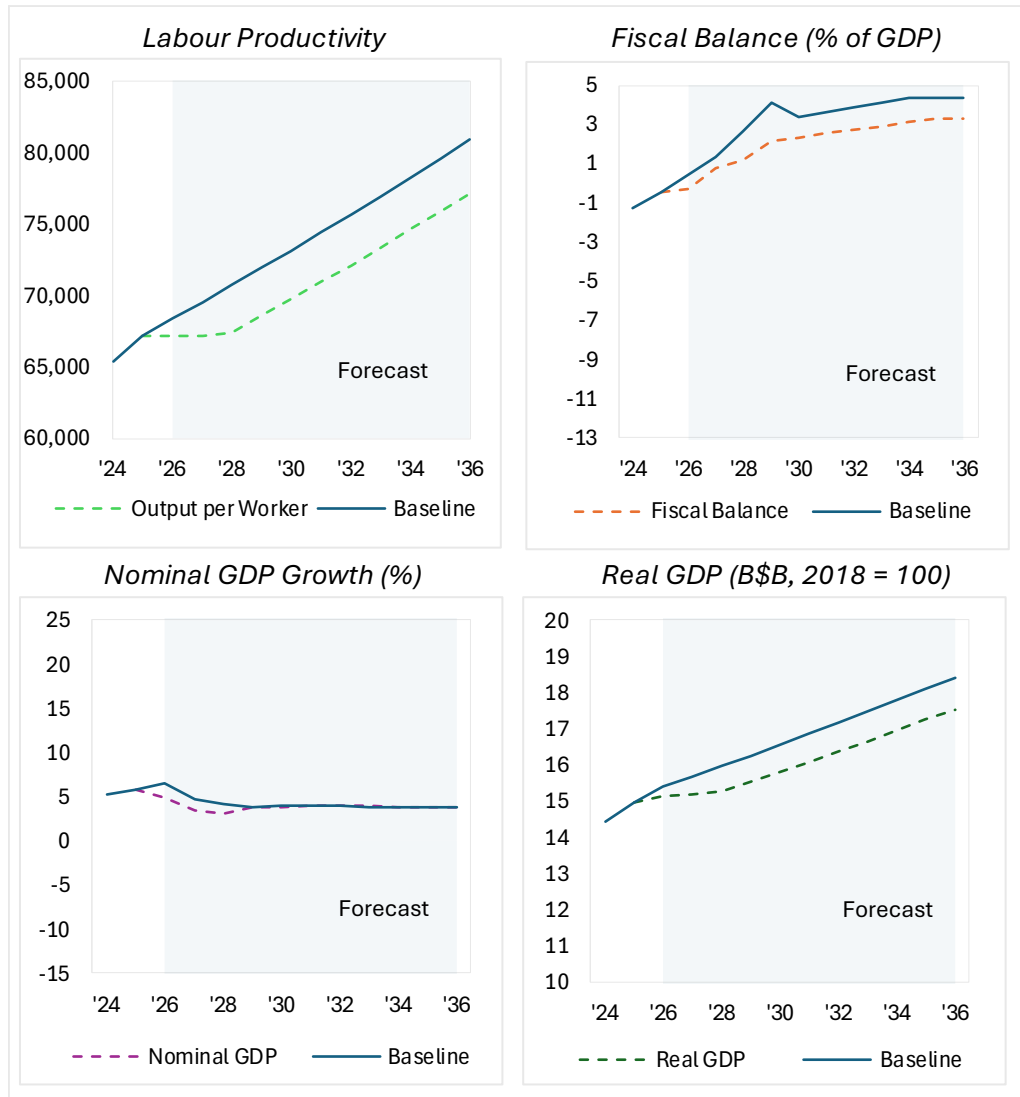 Labour Productivity
85,000
80,000
75,000
70,000
65,000
60,000
Forecast
'24 '26 '28 '30 '32 '34 '36
Output per Worker Baseline
Fiscal Balance (% of GDP)
5
3
1
-1
-3
-5
-7
-9
-11
-13
Forecast
'24 '26 '28 '30 '32 '34 '36
Fiscal Balance Baseline
Nominal GDP Growth (%)
25
20
15
10
5
0
-5
-10
-15
Forecast
'24 '26 '28 '30 '32 '34 '36
Nominal GDP Baseline
Real GDP (B$B, 2018 = 100)
20
19
18
17
16
15
14
13
12
11
10
Forecast
'24 '26 '28 '30 '32 '34 '36
Real GDP Baseline